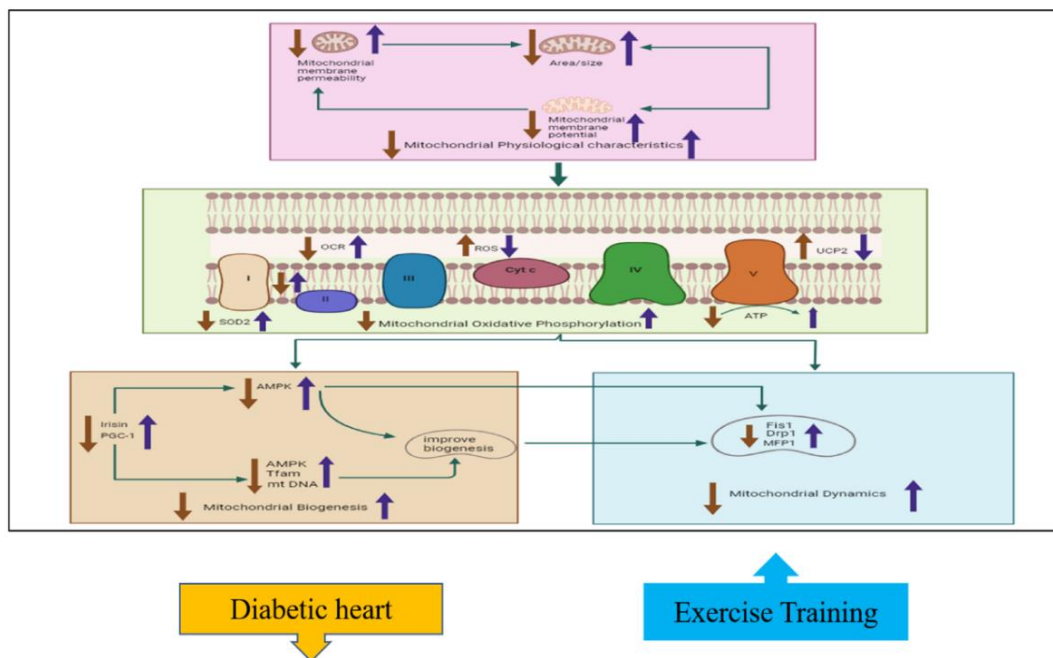 Mitochondrial
membrane
permeability
Area/size
Mitochondrial
membrane
potential
Mitochondrial Physiological characteristics
OCR
ROS
UCP2
I
II
III
Cyt c
IV
V
SOD2
Mitochondrial Oxidative Phosphorylation
ATP
Irisin
PGC-1
AMPK
AMPK
Tfam
mt DNA
improve
biogenesis
Mitochondrial Biogenesis
Fis1
Drp1
MFP1
Mitochondrial Dynamics
Diabetic heart
Exercise Training